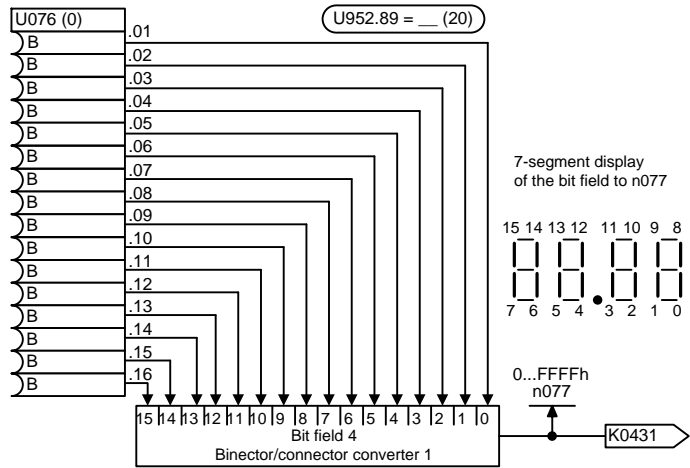 U076 (0)
U952.89 = __ (20)
B .01
B .02
B .03
B .04
B .05
B .06
B .07
B .08
B .09
B .10
B .11
B .12
B .13
B .14
B .15
B .16
7-segment display
of the bit field to n077
15 14 13 12 11 10 9 8
7 6 5 4 3 2 1 0
0...FFFFh
n077
15 14 13 12 11 10 9 8 7 6 5 4 3 2 1 0
Bit field 4
Binector/connector converter 1
K0431